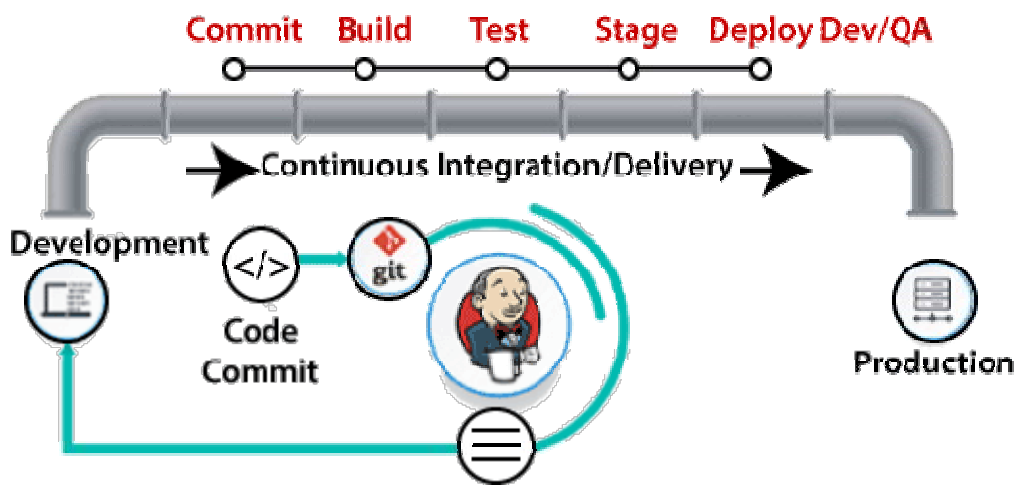 Commit Build Test Stage Deploy Dev/QA
Continuous Integration/Delivery
Development
</>
git
Code
Commit
Production